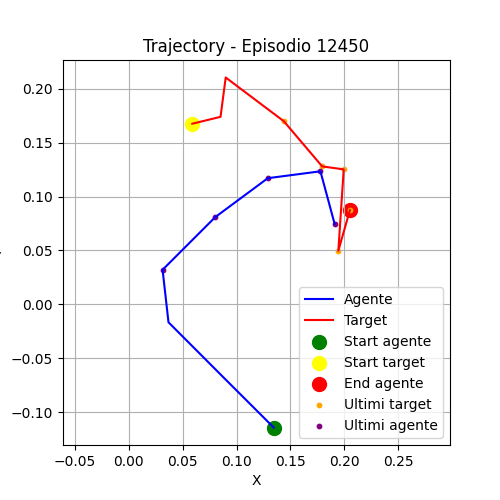 Trajectory - Episodio 12450
0.20
0.15
0.10
0.05
0.00
−0.05
−0.10
Agente
Target
Start agente
Start target
End agente
Ultimi target
Ultimi agente
−0.05
0.00
0.05
0.10
0.15
0.20
0.25
X